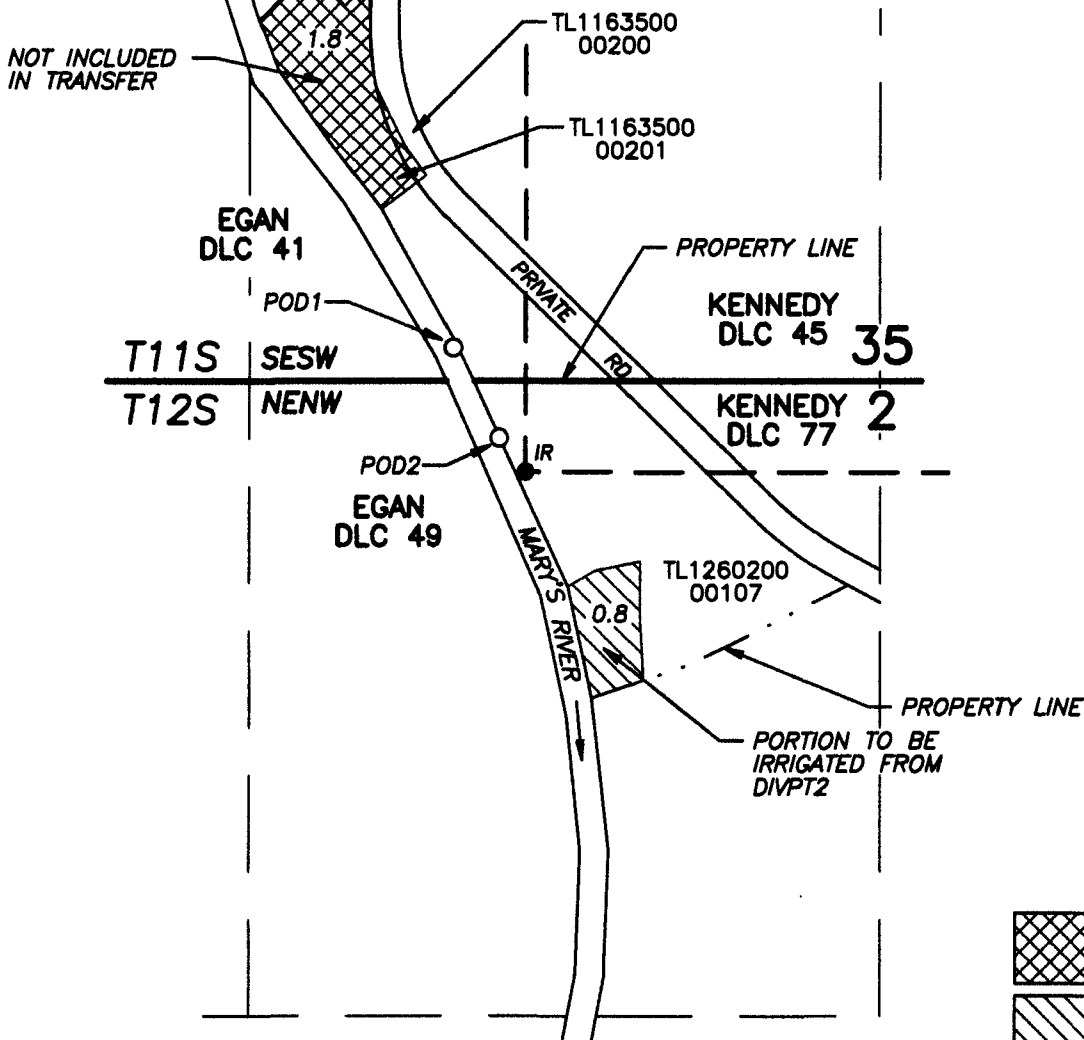 TL1163500
00200
1.8
NOT INCLUDED
IN TRANSFER
TL1163500
00201
EGAN
DLC 41
PROPERTY LINE
PRIVATE RD
POD1
KENNEDY
DLC 45
35
T11S SESW
T12S NENW
KENNEDY
DLC 77
2
POD2
IR
EGAN
DLC 49
MARY'S RIVER
TL1260200
00107
0.8
PROPERTY LINE
PORTION TO BE
IRRIGATED FROM
DIVPT2